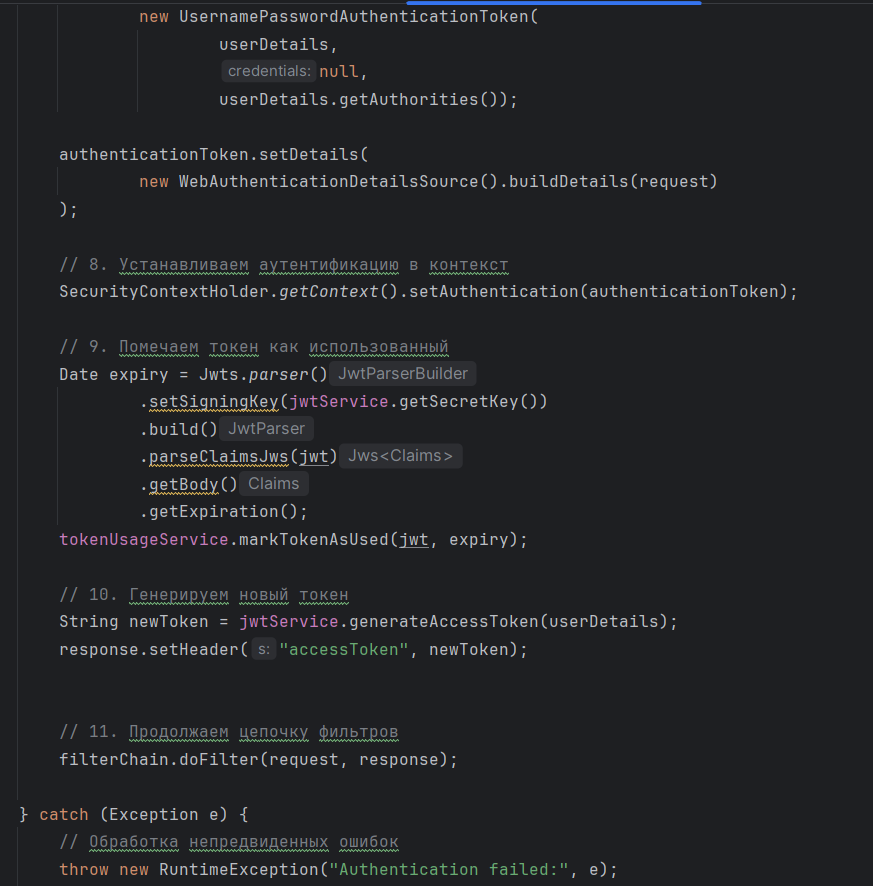 new UsernamePasswordAuthenticationToken(
userDetails,
credentials: null,
userDetails.getAuthorities());
authenticationToken.setDetails(
new WebAuthenticationDetailsSource().buildDetails(request)
);
// 8. Устанавливаем аутентификацию в контекст
SecurityContextHolder.getContext().setAuthentication(authenticationToken);
// 9. Помечаем токен как использованный
Date expiry = Jwts.parser() JwtParserBuilder
.setSigningKey(jwtService.getSecretKey())
.build() JwtParser
.parseClaimsJws(jwt) Jws<Claims>
.getBody() Claims
.getExpiration();
tokenUsageService.markTokenAsUsed(jwt, expiry);
// 10. Генерируем новый токен
String newToken = jwtService.generateAccessToken(userDetails);
response.setHeader( s: "accessToken", newToken);
// 11. Продолжаем цепочку фильтров
filterChain.doFilter(request, response);
} catch (Exception e) {
// Обработка непредвиденных ошибок
throw new RuntimeException("Authentication failed:", e);